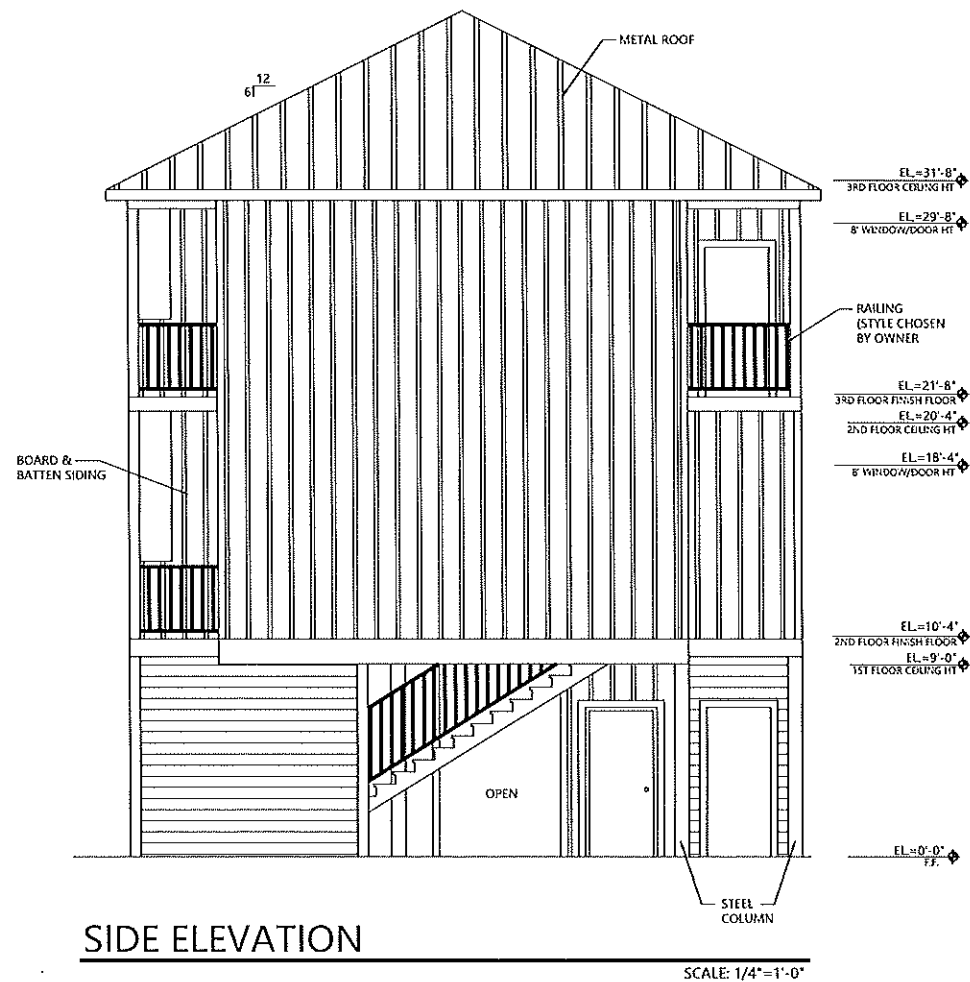 METAL ROOF
12
6
EL.=31'-8"
3RD FLOOR CEILING HT
EL.=29'-8"
8' WINDOW/DOOR HT
RAILING
(STYLE CHOSEN
BY OWNER
EL.=21'-8"
3RD FLOOR FINISH FLOOR
EL.=20'-4"
2ND FLOOR CEILING HT
BOARD &
BATTEN SIDING
EL.=18'-4"
8' WINDOW/DOOR HT
EL.=10'-4"
2ND FLOOR FINISH FLOOR
EL.=9'-0"
1ST FLOOR CEILING HT
OPEN
EL.=0'-0"
F.F.
STEEL
COLUMN
SIDE ELEVATION
SCALE: 1/4"=1'-0"